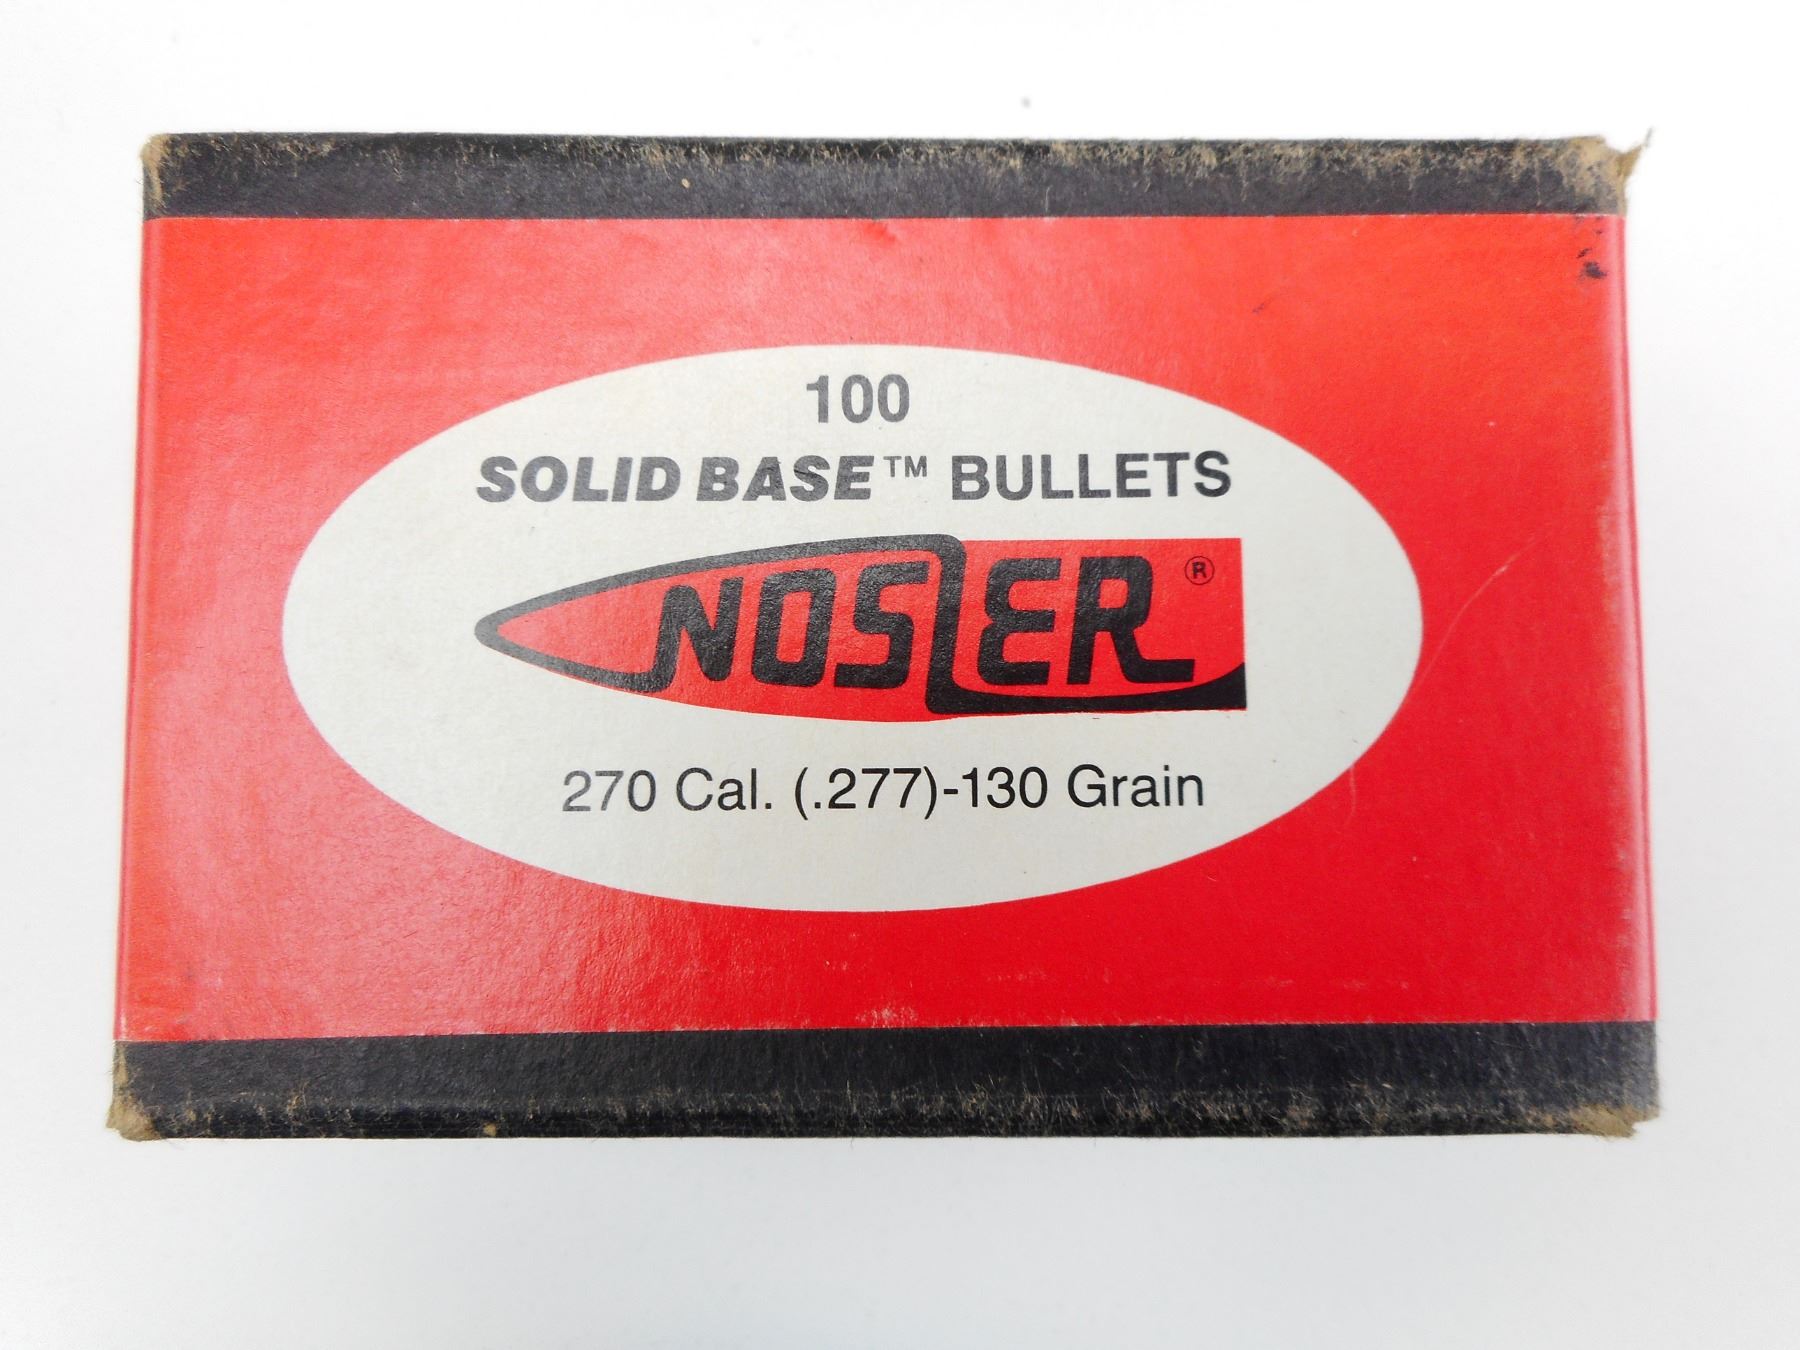 100
SOLID BASE™ BULLETS
NOSLER®
270 Cal. (.277)-130 Grain